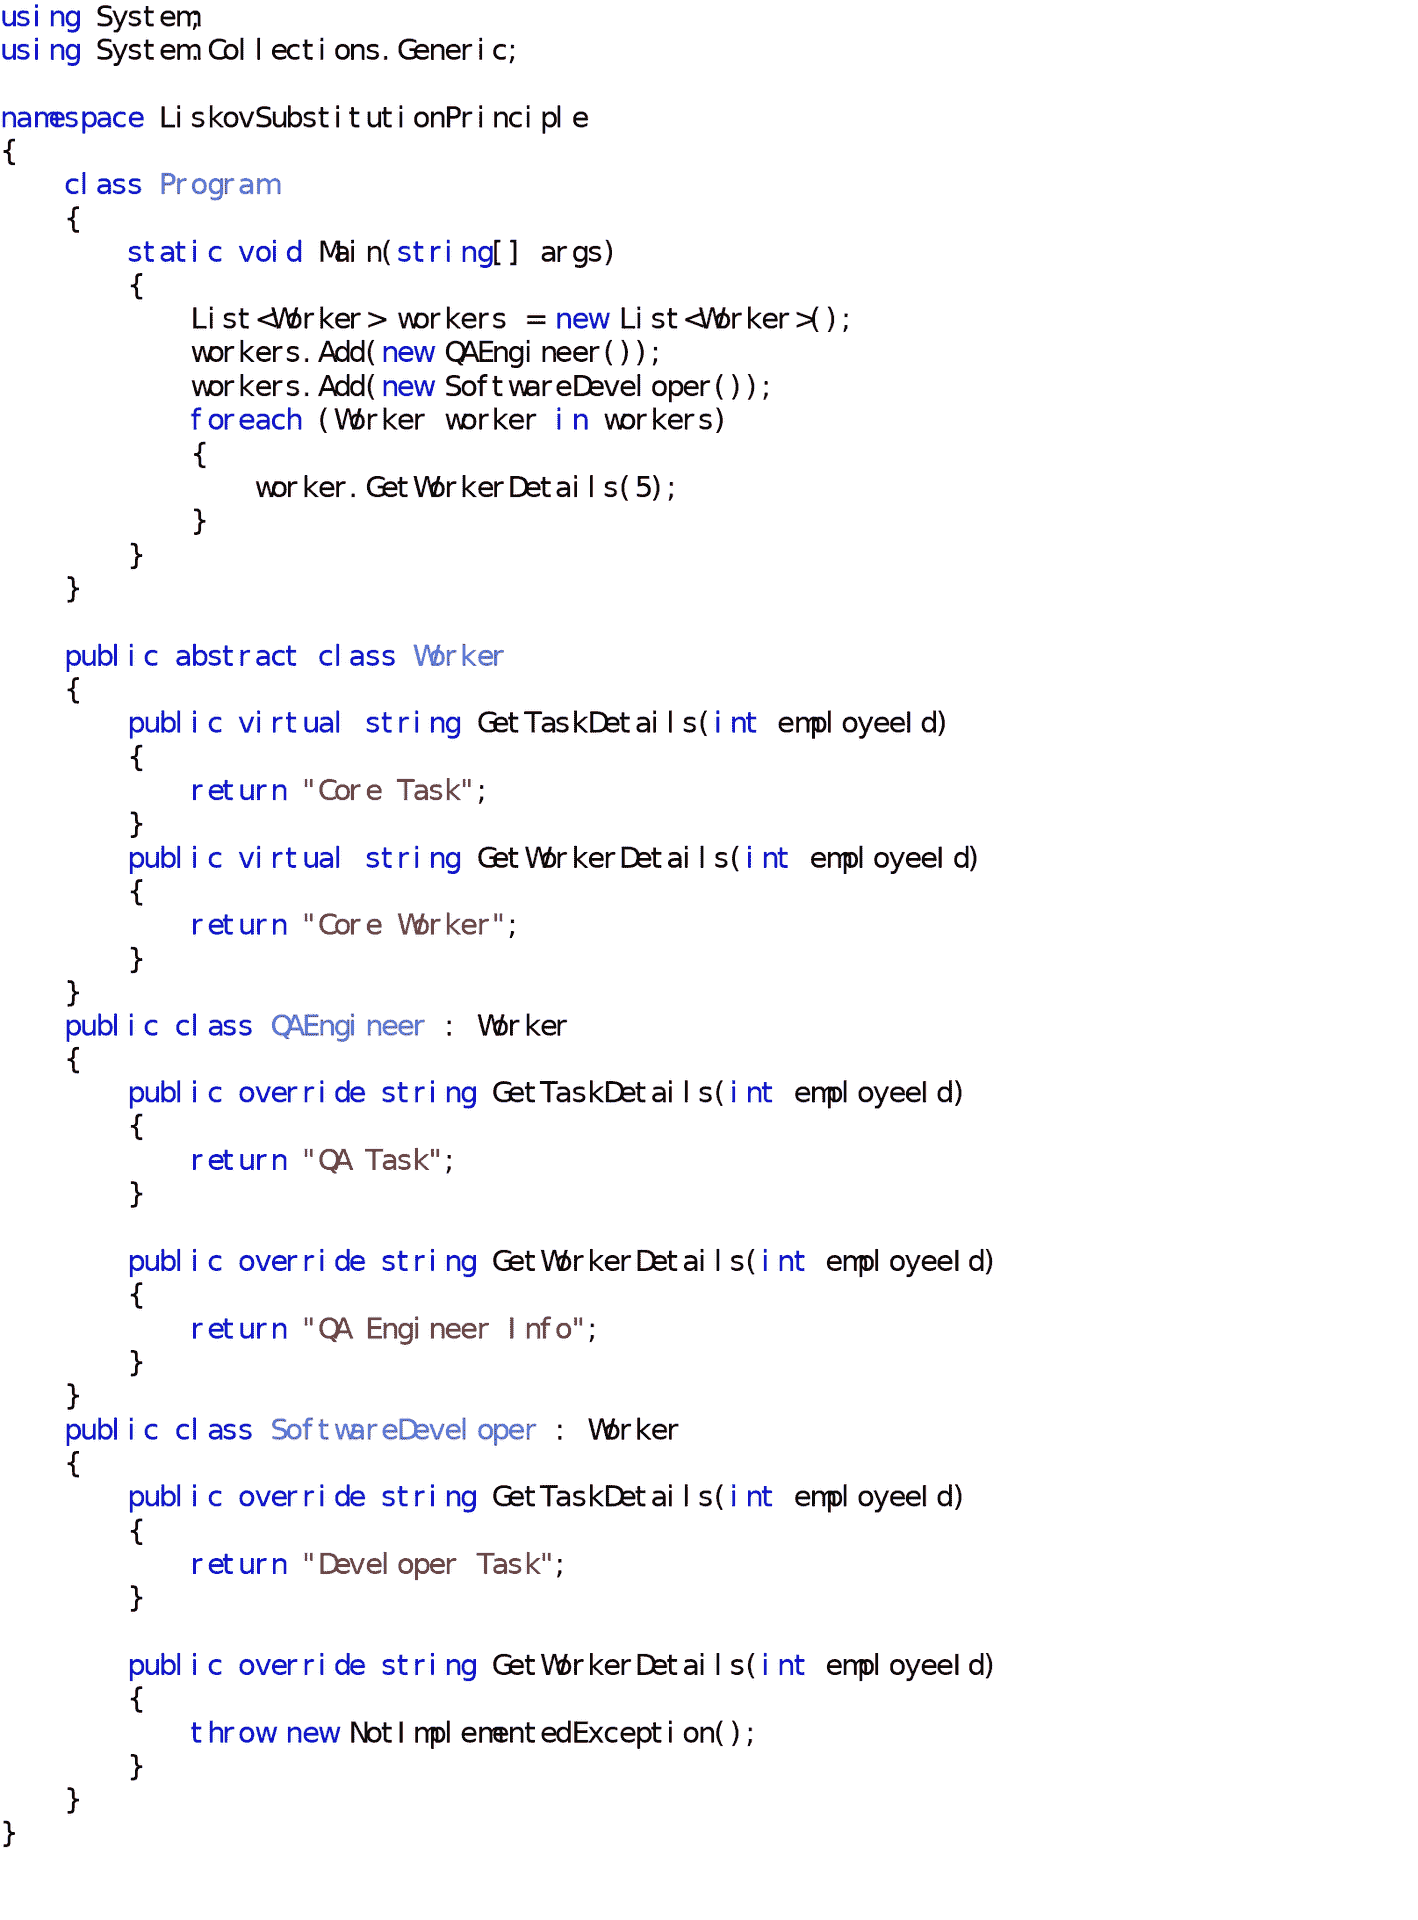 using System;
using System.Collections.Generic;

namespace LiskovSubstitutionPrinciple
{
    class Program
    {
        static void Main(string[] args)
        {
            List<Worker> workers = new List<Worker>();
            workers.Add(new QAEngineer());
            workers.Add(new SoftwareDeveloper());
            foreach (Worker worker in workers)
            {
                worker.GetWorkerDetails(5);
            }
        }
    }

    public abstract class Worker
    {
        public virtual string GetTaskDetails(int employeeId)
        {
            return "Core Task";
        }
        public virtual string GetWorkerDetails(int employeeId)
        {
            return "Core Worker";
        }
    }
    public class QAEngineer : Worker
    {
        public override string GetTaskDetails(int employeeId)
        {
            return "QA Task";
        }

        public override string GetWorkerDetails(int employeeId)
        {
            return "QA Engineer Info";
        }
    }
    public class SoftwareDeveloper : Worker
    {
        public override string GetTaskDetails(int employeeId)
        {
            return "Developer Task";
        }

        public override string GetWorkerDetails(int employeeId)
        {
            throw new NotImplementedException();
        }
    }
}